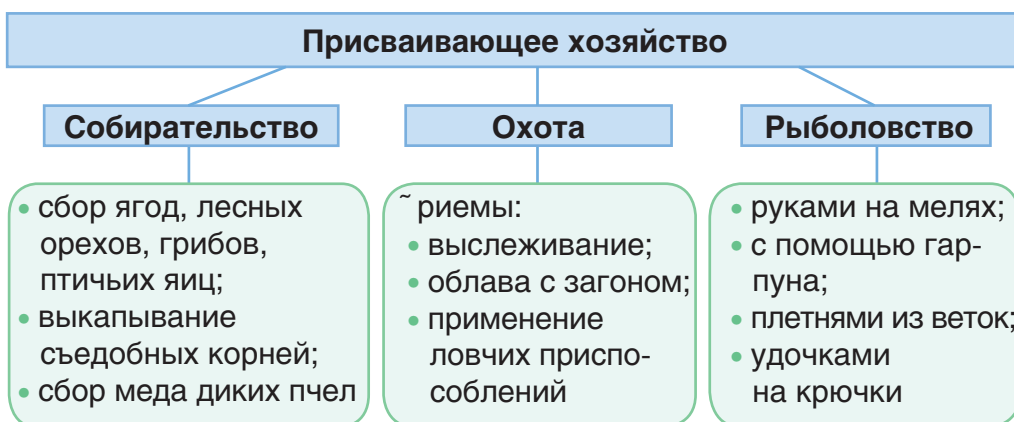 Присваивающее хозяйство
Собирательство
• сбор ягод, лесных
орехов, грибов,
птичьих яиц;
• выкапывание
съедобных корней;
• сбор меда диких пчел
Охота
˜ риемы:
• выслеживание;
• облава с загоном;
• применение
ловчих приспо-
соблений
Рыболовство
• руками на мелях;
• с помощью гар-
пуна;
• плетнями из веток;
• удочками
на крючки